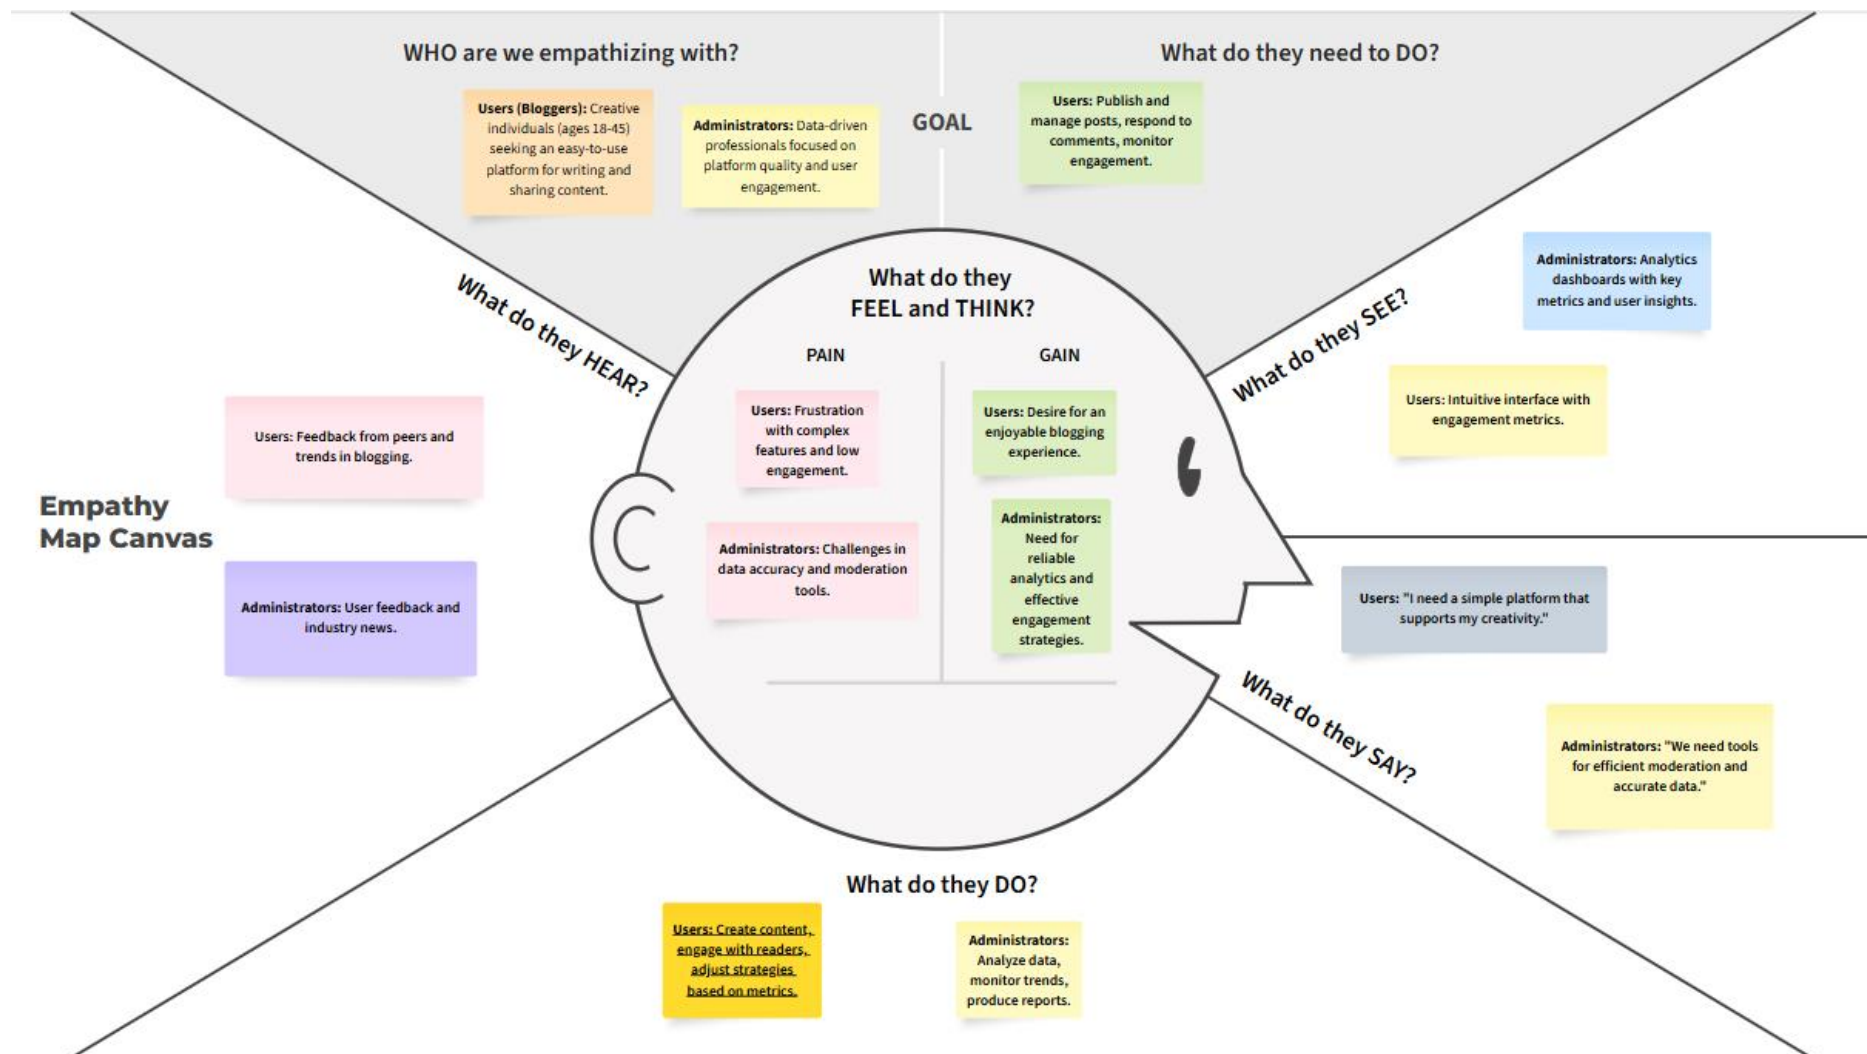 WHO are we empathizing with?
What do they need to DO?
GOAL
Users (Bloggers): Creative
individuals (ages 18-45)
seeking an easy-to-use
platform for writing and
sharing content.
Administrators: Data-driven
professionals focused on
platform quality and user
engagement.
Users: Publish and
manage posts, respond to
comments, monitor
engagement.
What do they HEAR?
Users: Feedback from peers and
trends in blogging.
Administrators: User feedback and
industry news.
Empathy
Map Canvas
What do they
FEEL and THINK?
PAIN
Users: Frustration
with complex
features and low
engagement.
Administrators: Challenges in
data accuracy and moderation
tools.
GAIN
Users: Desire for an
enjoyable blogging
experience.
Administrators:
Need for
reliable
analytics and
effective
engagement
strategies.
What do they SEE?
Administrators: Analytics
dashboards with key
metrics and user insights.
Users: Intuitive interface with
engagement metrics.
What do they SAY?
Users: "I need a simple platform that
supports my creativity."
Administrators: "We need tools
for efficient moderation and
accurate data."
What do they DO?
Users: Create content,
engage with readers,
adjust strategies
based on metrics.
Administrators:
Analyze data,
monitor trends,
produce reports.